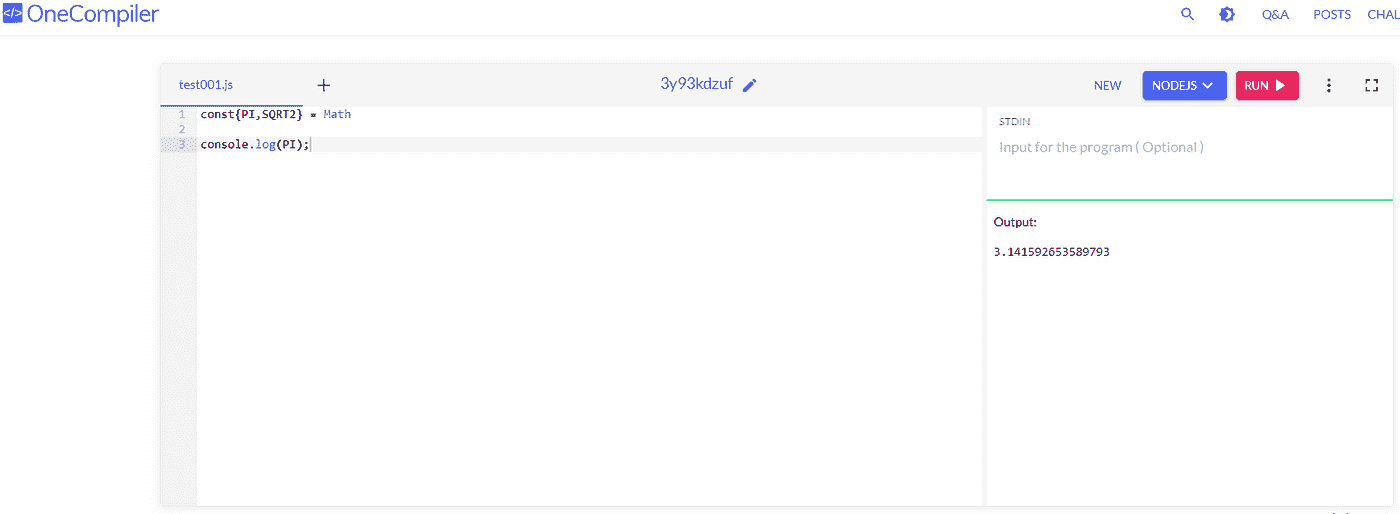 </> OneCompiler
Q&A POSTS CHAL
test001.js + 3y93kdzuf NEW NODEJS RUN
1 const{PI,SQRT2} = Math
2
3 console.log(PI);
STDIN
Input for the program ( Optional )
Output:
3.141592653589793